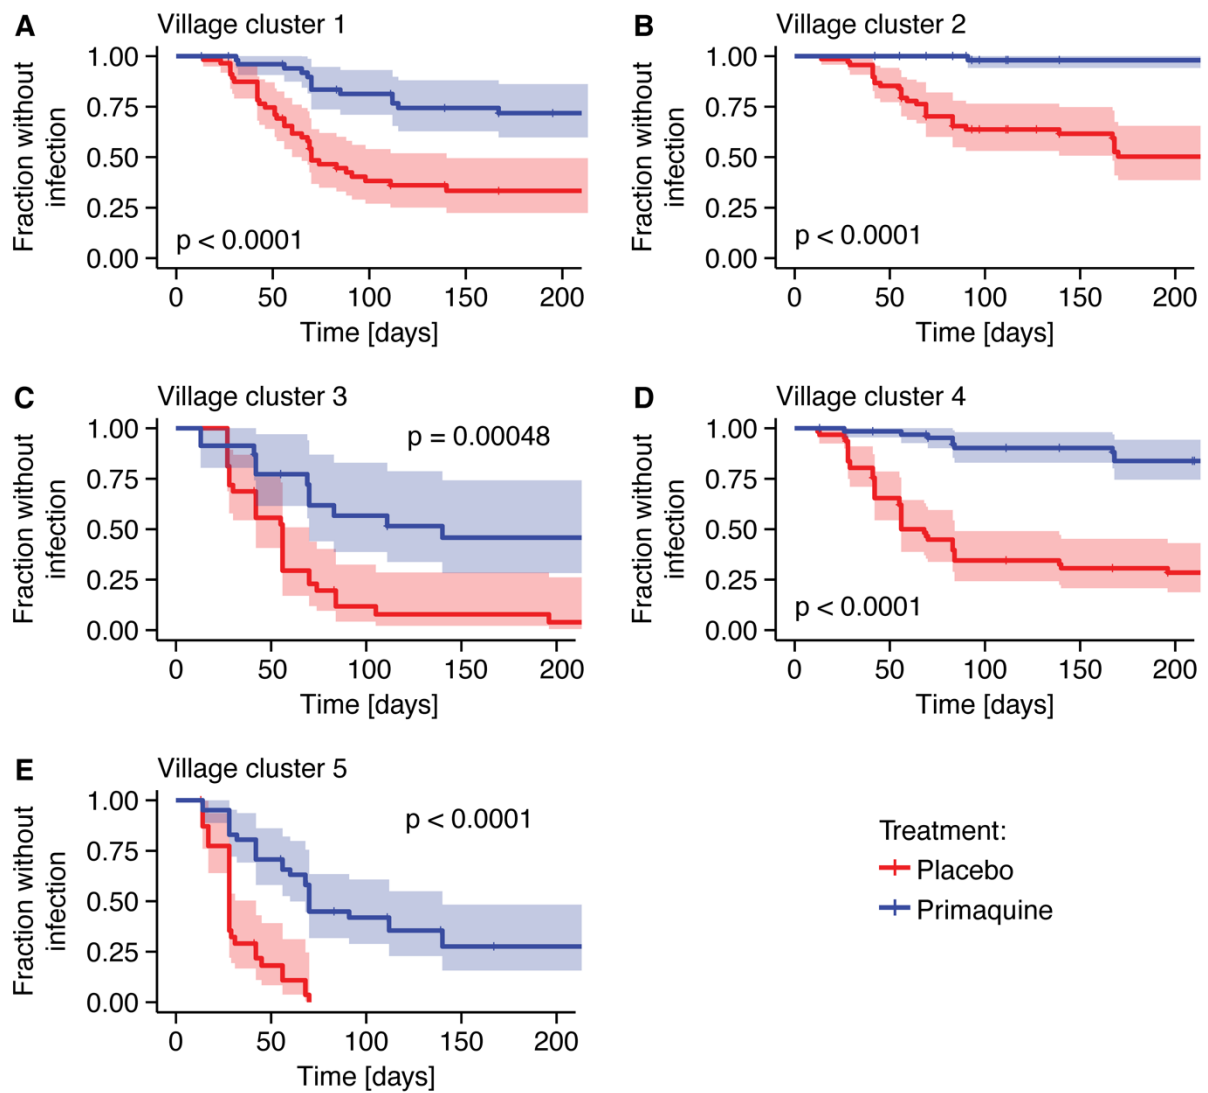 A Village cluster 1
Fraction without
infection
1.00
0.75
0.50
0.25
0.00
p < 0.0001
0 50 100 150 200
Time [days]
B Village cluster 2
Fraction without
infection
1.00
0.75
0.50
0.25
0.00
p < 0.0001
0 50 100 150 200
Time [days]
C Village cluster 3
Fraction without
infection
1.00
0.75
0.50
0.25
0.00
p = 0.00048
0 50 100 150 200
Time [days]
D Village cluster 4
Fraction without
infection
1.00
0.75
0.50
0.25
0.00
p < 0.0001
0 50 100 150 200
Time [days]
E Village cluster 5
Fraction without
infection
1.00
0.75
0.50
0.25
0.00
p < 0.0001
0 50 100 150 200
Time [days]
Treatment:
Placebo
Primaquine